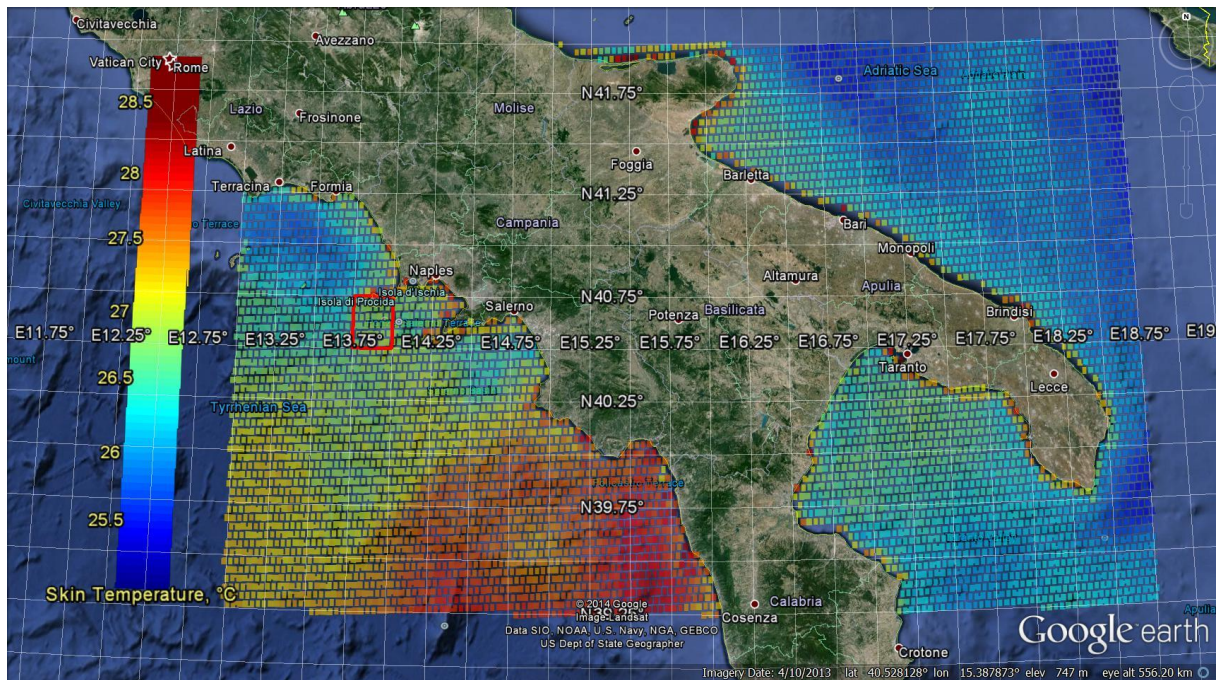 Civitavecchia
Avezzano
Vatican City
Rome
Adriatic Sea
28.5
N41.75°
Lazio
Molise
Frosinone
Latina
Foggia
28
Barletta
Terracina
Formia
N41.25°
Civitavecchia Valley
Campania
Bari
27.5
Monopoli
Naples
Altamura
Isola d'Ischia
Isola di Procida
Apulia
N40.75°
Salerno
Basilicata
27
Potenza
Brindisi
E11.75° E12.25° E12.75° E13.25° E13.75° E14.25° E14.75° E15.25° E15.75° E16.25° E16.75° E17.25° E17.75° E18.25° E18.75° E19
Taranto
26.5
Lecce
N40.25°
Tyrrhenian Sea
26
N39.75°
25.5
Skin Temperature, °C
© 2014 Google
Image Landsat
N39.25°
Data SIO, NOAA, U.S. Navy, NGA, GEBCO
US Dept of State Geographer
Calabria
Cosenza
Google earth
Crotone
Imagery Date: 4/10/2013 lat 40.528128° lon 15.387873° elev 747 m eye alt 556.20 km